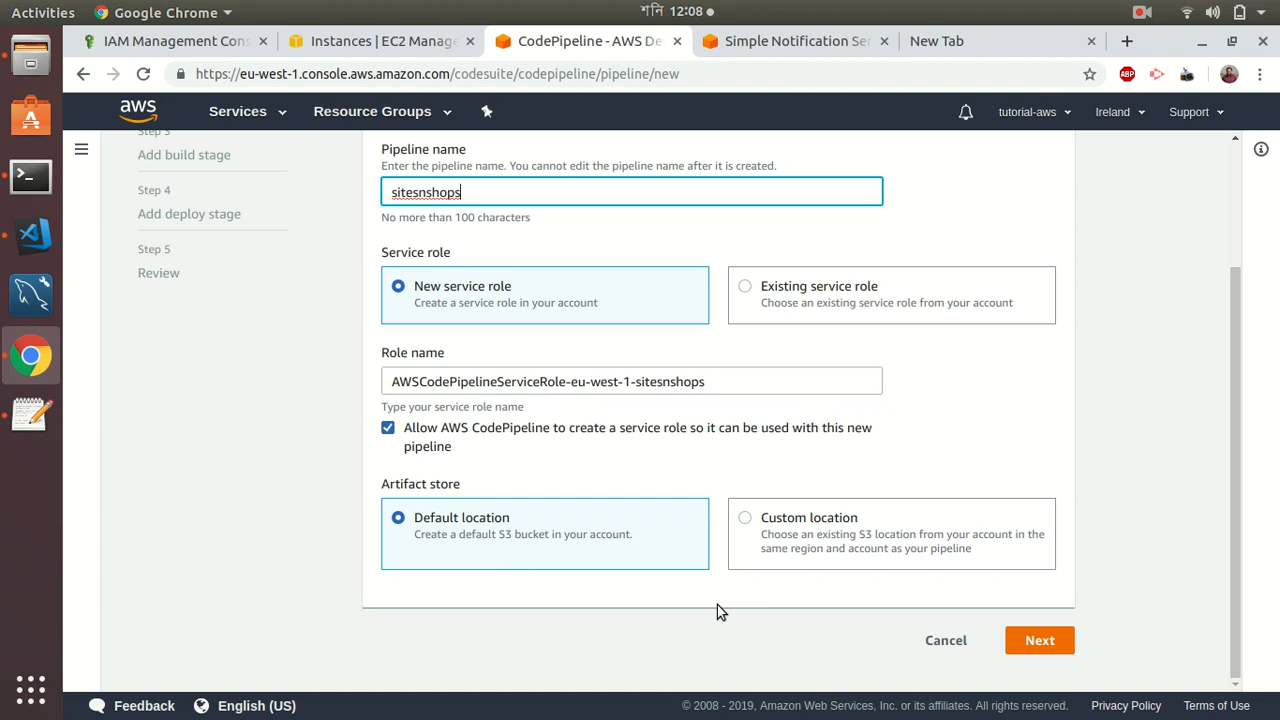 Activities
Google Chrome
শনি 12:08
IAM Management Cons
Instances | EC2 Manage
CodePipeline - AWS De
Simple Notification Ser
New Tab
https://eu-west-1.console.aws.amazon.com/codesuite/codepipeline/pipeline/new
ABP
aws
Services
Resource Groups
tutorial-aws
Ireland
Support
Step 3
Add build stage
Step 4
Add deploy stage
Step 5
Review
Pipeline name
Enter the pipeline name. You cannot edit the pipeline name after it is created.
sitesnshops
No more than 100 characters
Service role
New service role
Create a service role in your account
Existing service role
Choose an existing service role from your account
Role name
AWSCodePipelineServiceRole-eu-west-1-sitesnshops
Type your service role name
Allow AWS CodePipeline to create a service role so it can be used with this new
pipeline
Artifact store
Default location
Create a default S3 bucket in your account.
Custom location
Choose an existing S3 location from your account in the
same region and account as your pipeline
Cancel
Next
Feedback
English (US)
© 2008 - 2019, Amazon Web Services, Inc. or its affiliates. All rights reserved.
Privacy Policy
Terms of Use